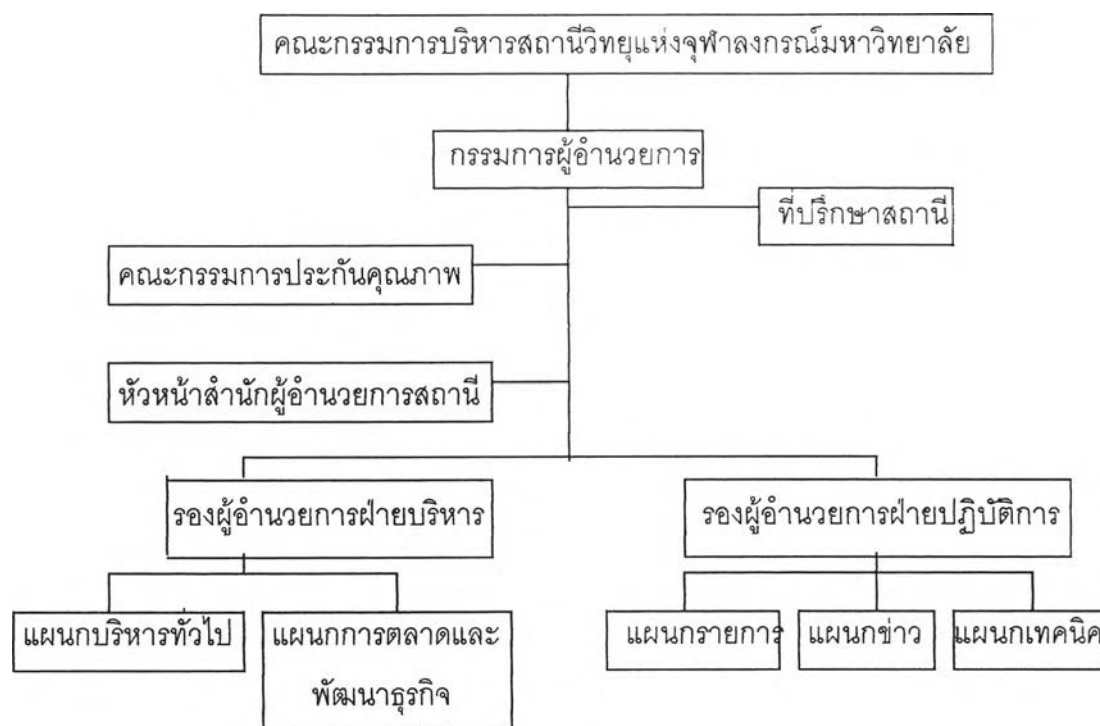 คณะกรรมการบริหารสถานีวิทยุแห่งจุฬาลงกรณ์มหาวิทยาลัย
กรรมการผู้อำนวยการ
ที่ปรึกษาสถานี
คณะกรรมการประกันคุณภาพ
หัวหน้าสำนักผู้อำนวยการสถานี
รองผู้อำนวยการฝ่ายบริหาร
รองผู้อำนวยการฝ่ายปฏิบัติการ
แผนกบริหารทั่วไป
แผนกการตลาดและ
พัฒนาธุรกิจ
แผนกรายการ
แผนกข่าว
แผนกเทคนิค